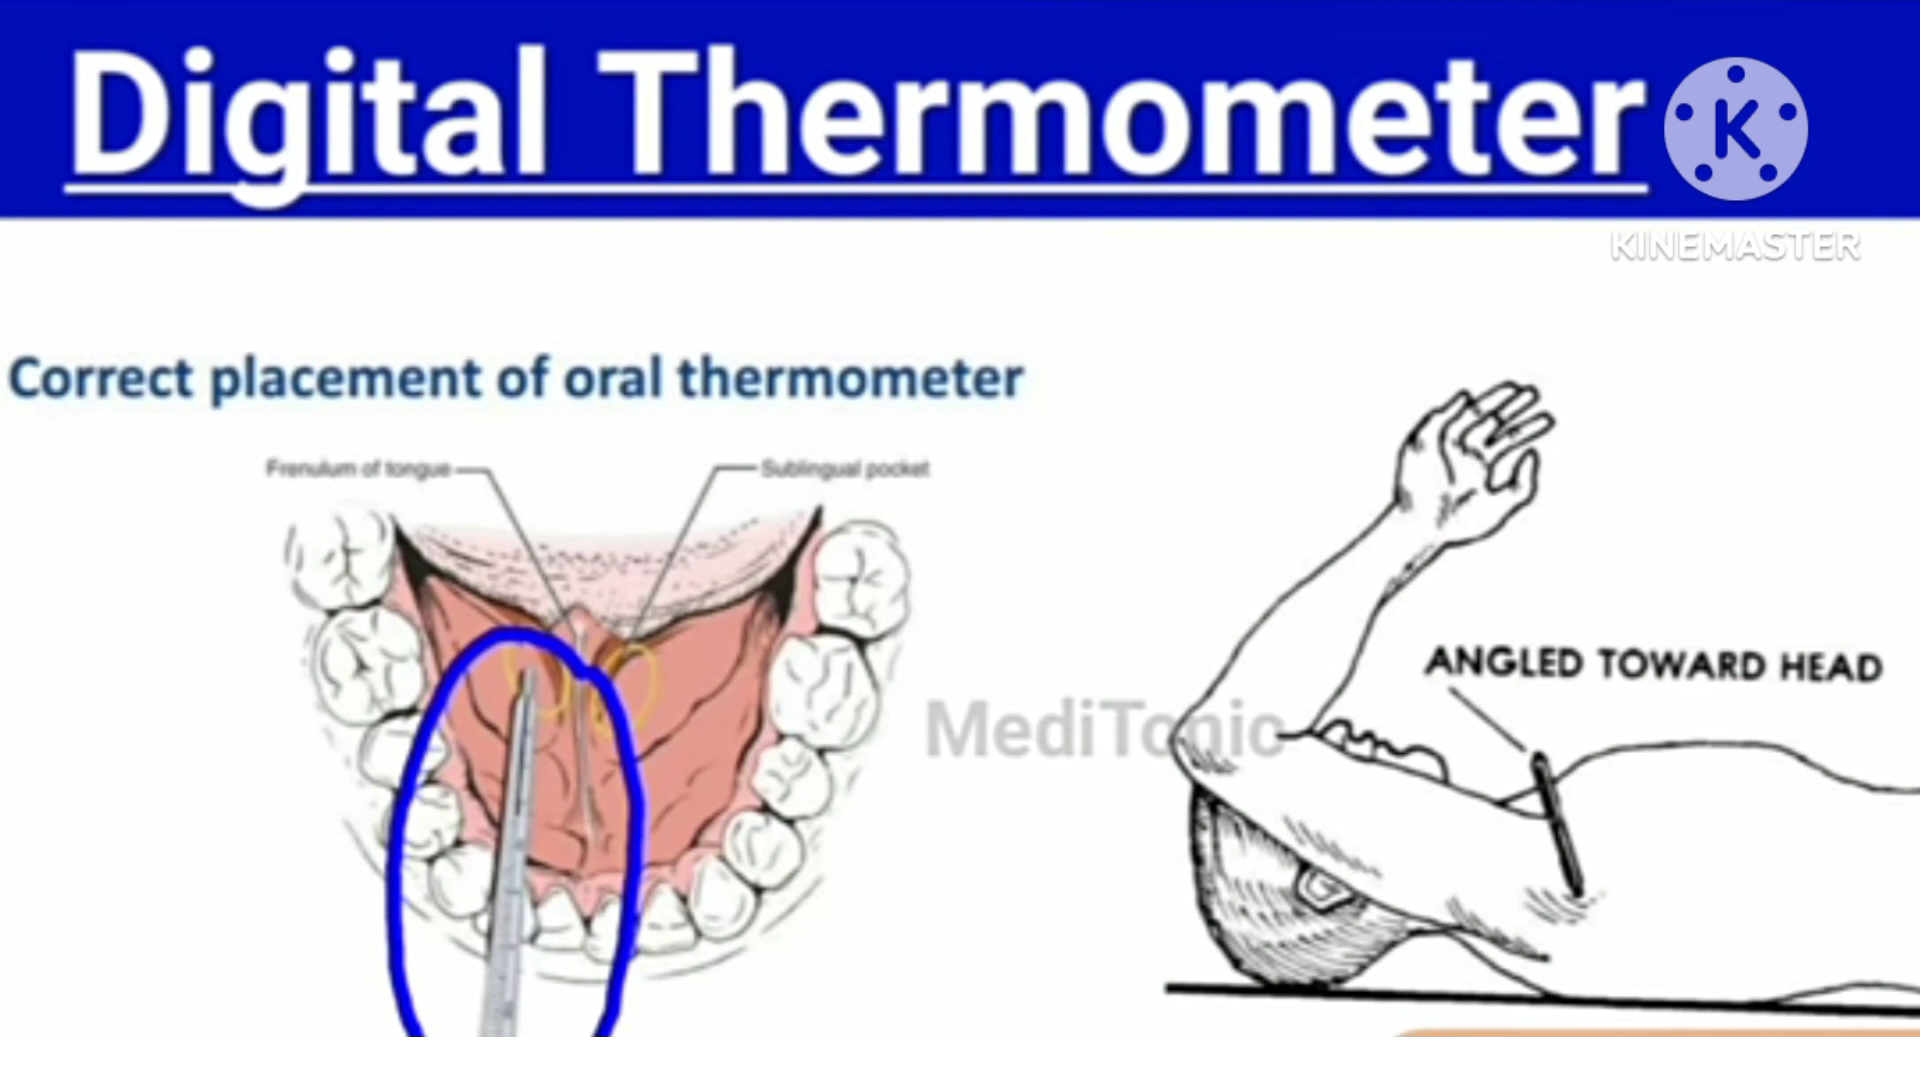 Digital Thermometer
K
KINEMASTER
Correct placement of oral thermometer
Frenulum of tongue
Sublingual pocket
ANGLED TOWARD HEAD
MediTonic